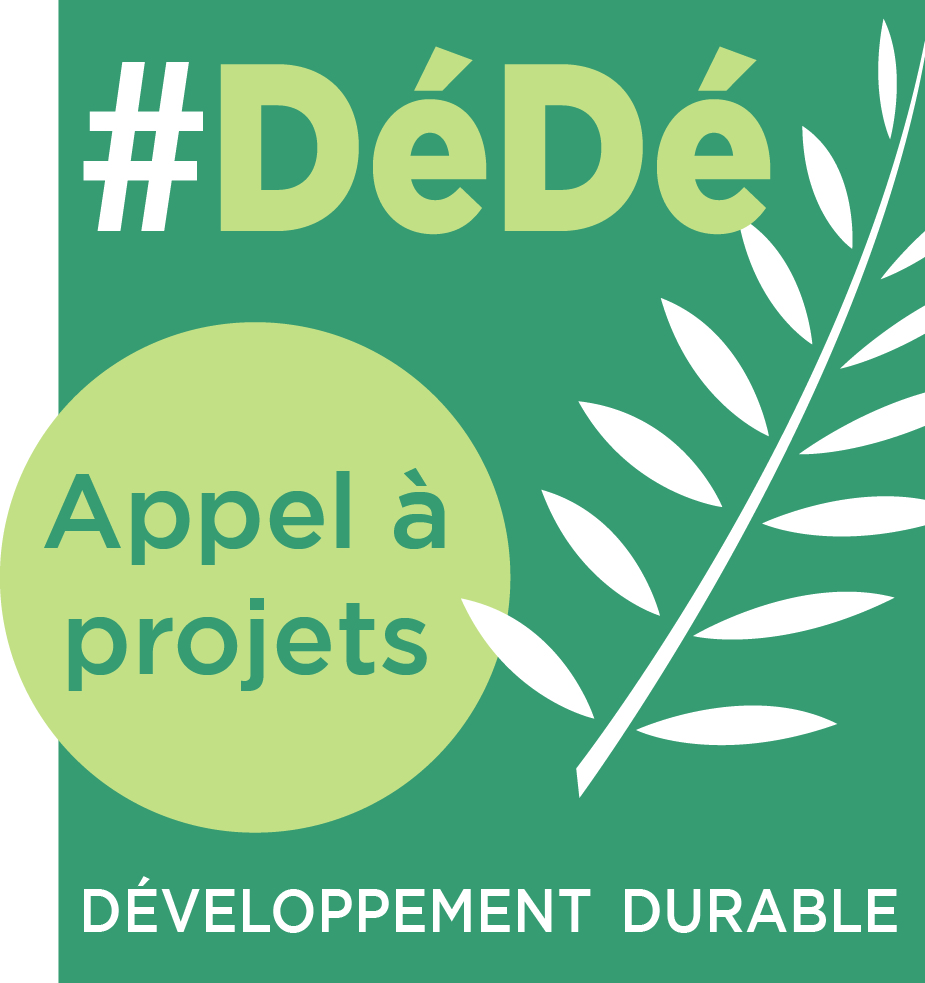 #DéDé
Appel à
projets
DÉVELOPPEMENT DURABLE